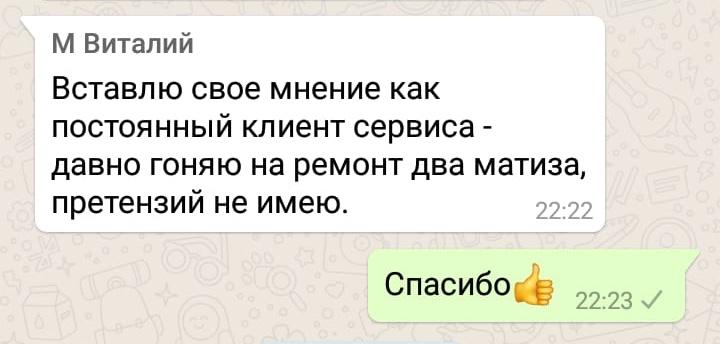 М Виталий
Вставлю свое мнение как
постоянный клиент сервиса -
давно гоняю на ремонт два матиза,
претензий не имею.
22:22
Спасибо👍
22:23